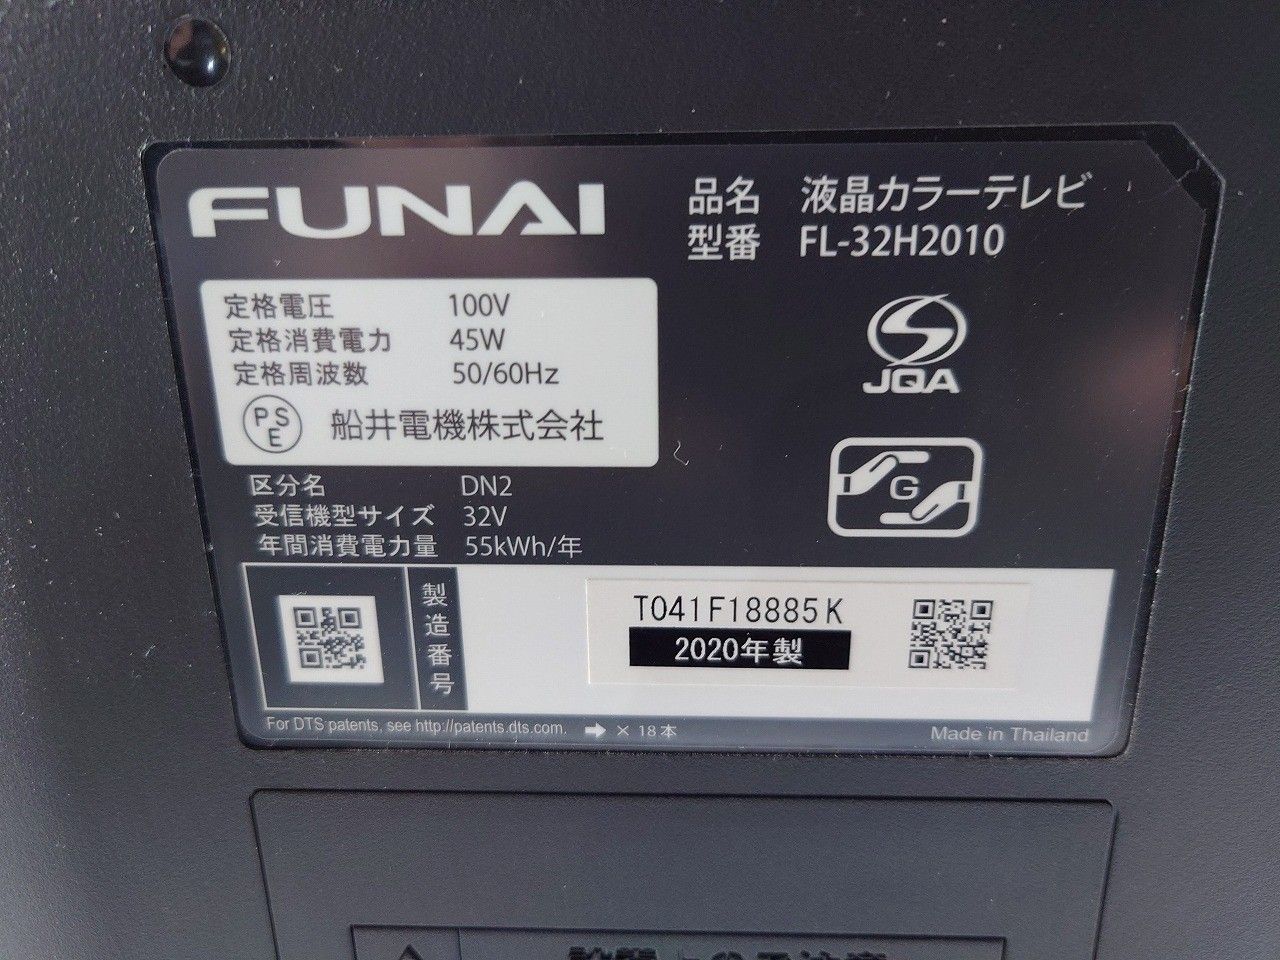 FUNAI
品名 液晶カラーテレビ
型番 FL-32H2010
定格電圧 100V
定格消費電力 45W
定格周波数 50/60Hz
PSE 船井電機株式会社
JQA
G
区分名 DN2
受信機型サイズ 32V
年間消費電力量 55kWh/年
製造番号
T041F18885K
2020年製
For DTS patents, see http://patents.dts.com.
➡ × 18本
Made in Thailand